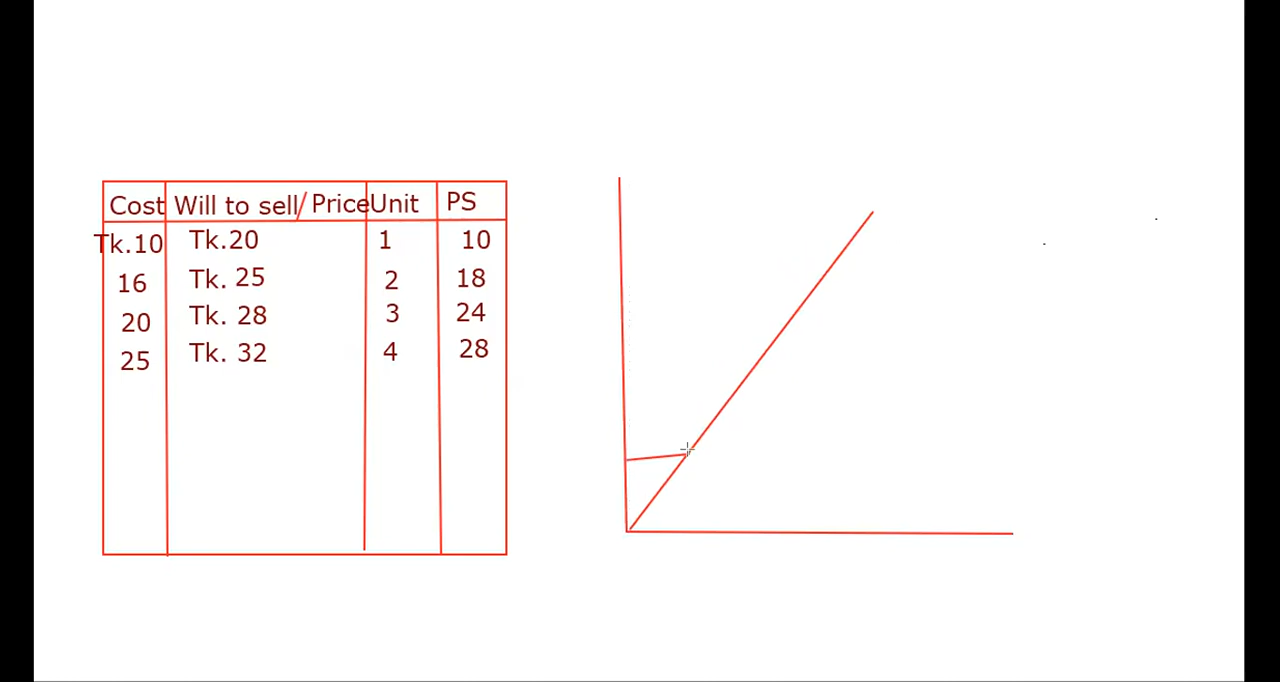 Cost Will to sell/ Price Unit PS
Tk.10 Tk.20 1 10
16 Tk. 25 2 18
20 Tk. 28 3 24
25 Tk. 32 4 28